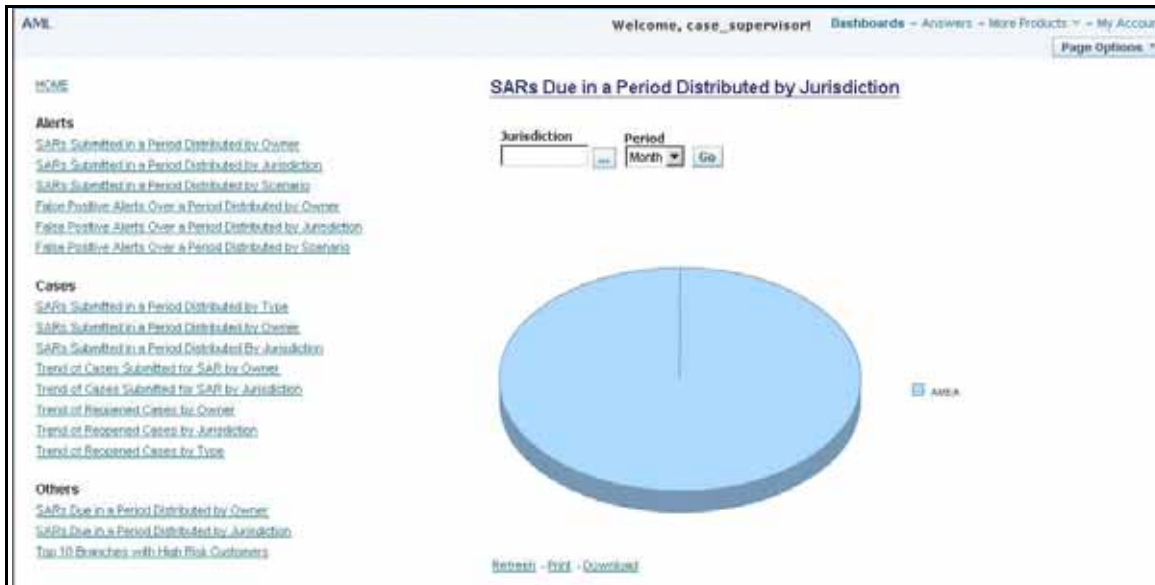 AML
Welcome, case_supervisor! Dashboards - Answers - More Products - My Accour
Page Options
HOME
SARs Due in a Period Distributed by Jurisdiction
Jurisdiction Period
... Month Go
Alerts
SARs Submitted in a Period Distributed by Owner
SARs Submitted in a Period Distributed by Jurisdiction
SARs Submitted in a Period Distributed by Scenario
False Positive Alerts Over a Period Distributed by Owner
False Positive Alerts Over a Period Distributed by Jurisdiction
False Positive Alerts Over a Period Distributed by Scenario
Cases
SARs Submitted in a Period Distributed by Type
SARs Submitted in a Period Distributed by Owner
SARs Submitted in a Period Distributed By Jurisdiction
Trend of Cases Submitted for SAR by Owner
Trend of Cases Submitted for SAR by Jurisdiction
Trend of Reopened Cases by Owner
Trend of Reopened Cases by Jurisdiction
Trend of Reopened Cases by Type
Others
SARs Due in a Period Distributed by Owner
SARs Due in a Period Distributed by Jurisdiction
Top 10 Branches with High Risk Customers
AMEA
Refresh - Print - Download